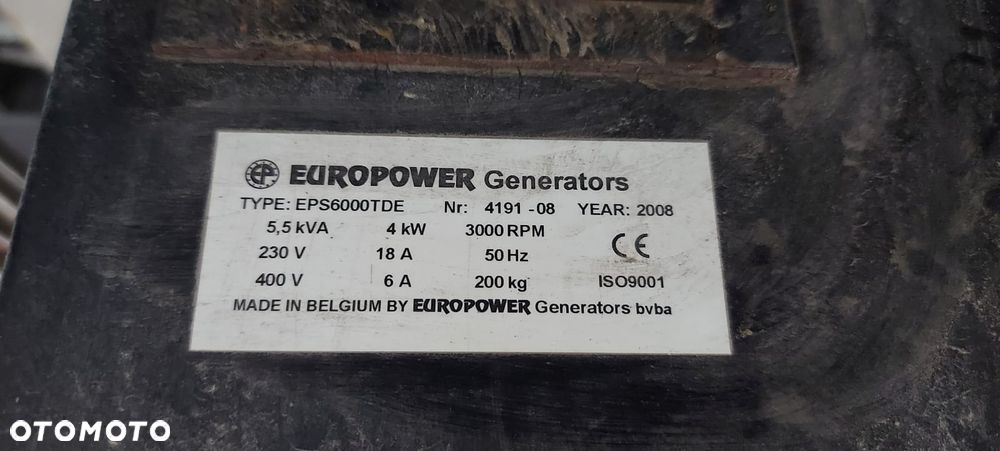 EP EUROPOWER Generators
TYPE: EPS6000TDE Nr: 4191 -08 YEAR: 2008
5,5 kVA 4 kW 3000 RPM
230 V 18 A 50 Hz CE
400 V 6 A 200 kg ISO9001
MADE IN BELGIUM BY EUROPOWER Generators bvba
OTOMOTO